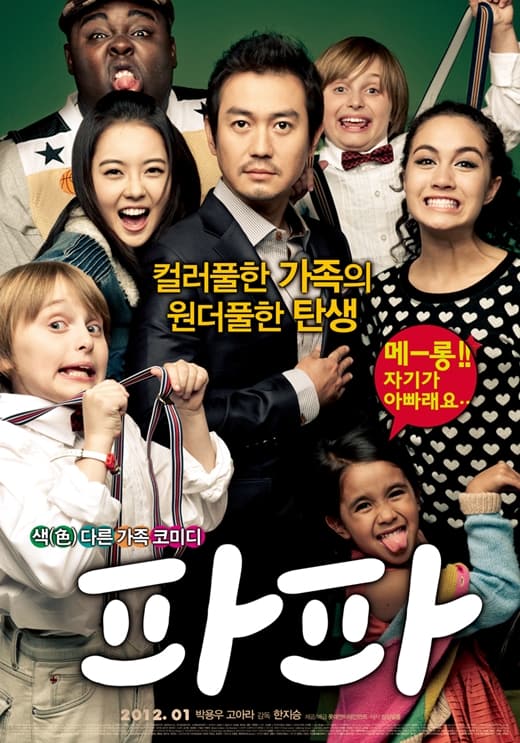 컬러풀한 가족의
원더풀한 탄생
메-롱!!
자기가
아빠래요..
색(色) 다른 가족 코미디
파파
2012. 01 박용우 고아라 감독 한지승